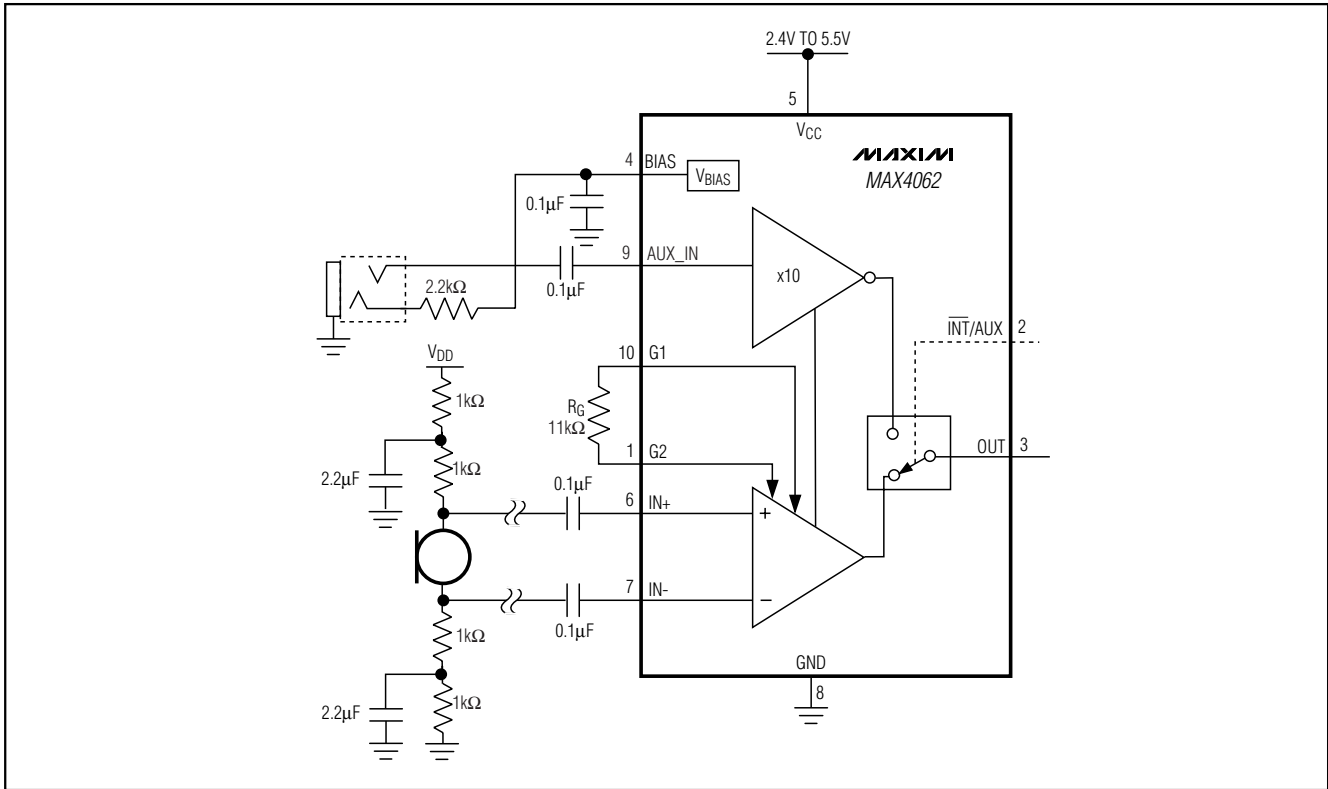 2.4V TO 5.5V
5
VCC
MAXIM
MAX4062
4 BIAS
VBIAS
0.1µF
9 AUX_IN
0.1µF
x10
2.2kΩ
INT/AUX 2
VDD
10 G1
1kΩ
RG
11kΩ
OUT 3
1 G2
2.2µF
1kΩ
0.1µF
6 IN+
+
7 IN-
−
0.1µF
1kΩ
GND
8
2.2µF
1kΩ